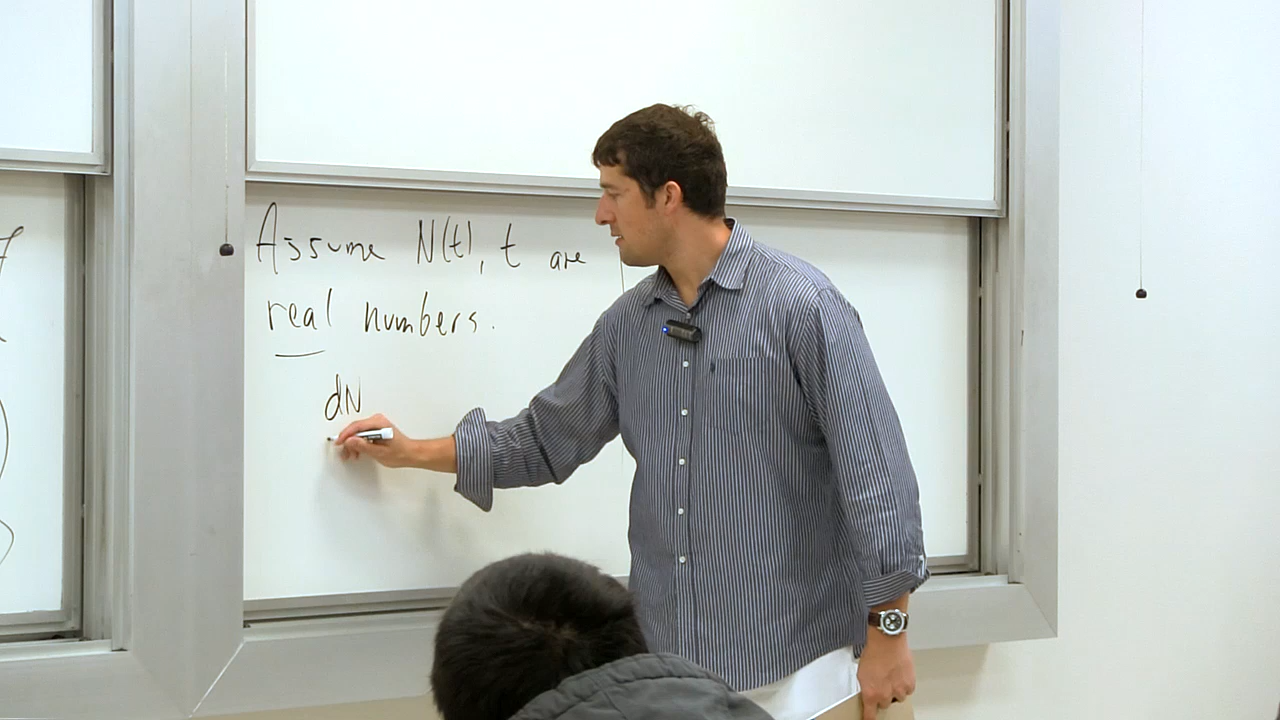 Assume N(t), t are
real numbers.
dN